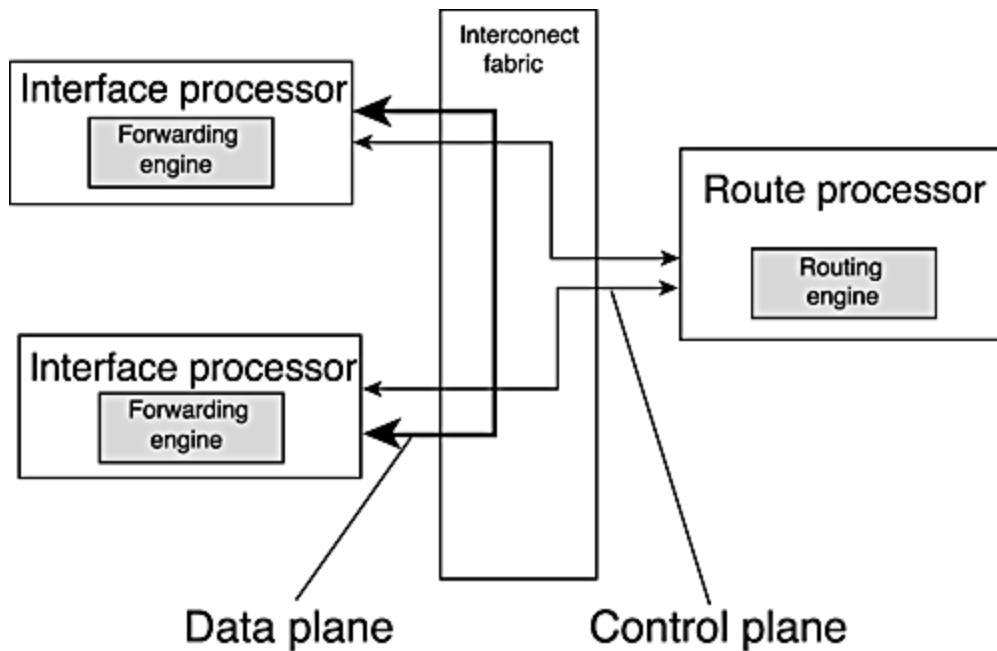 Interconect
fabric
Interface processor
Forwarding
engine
Route processor
Routing
engine
Interface processor
Forwarding
engine
Data plane
Control plane